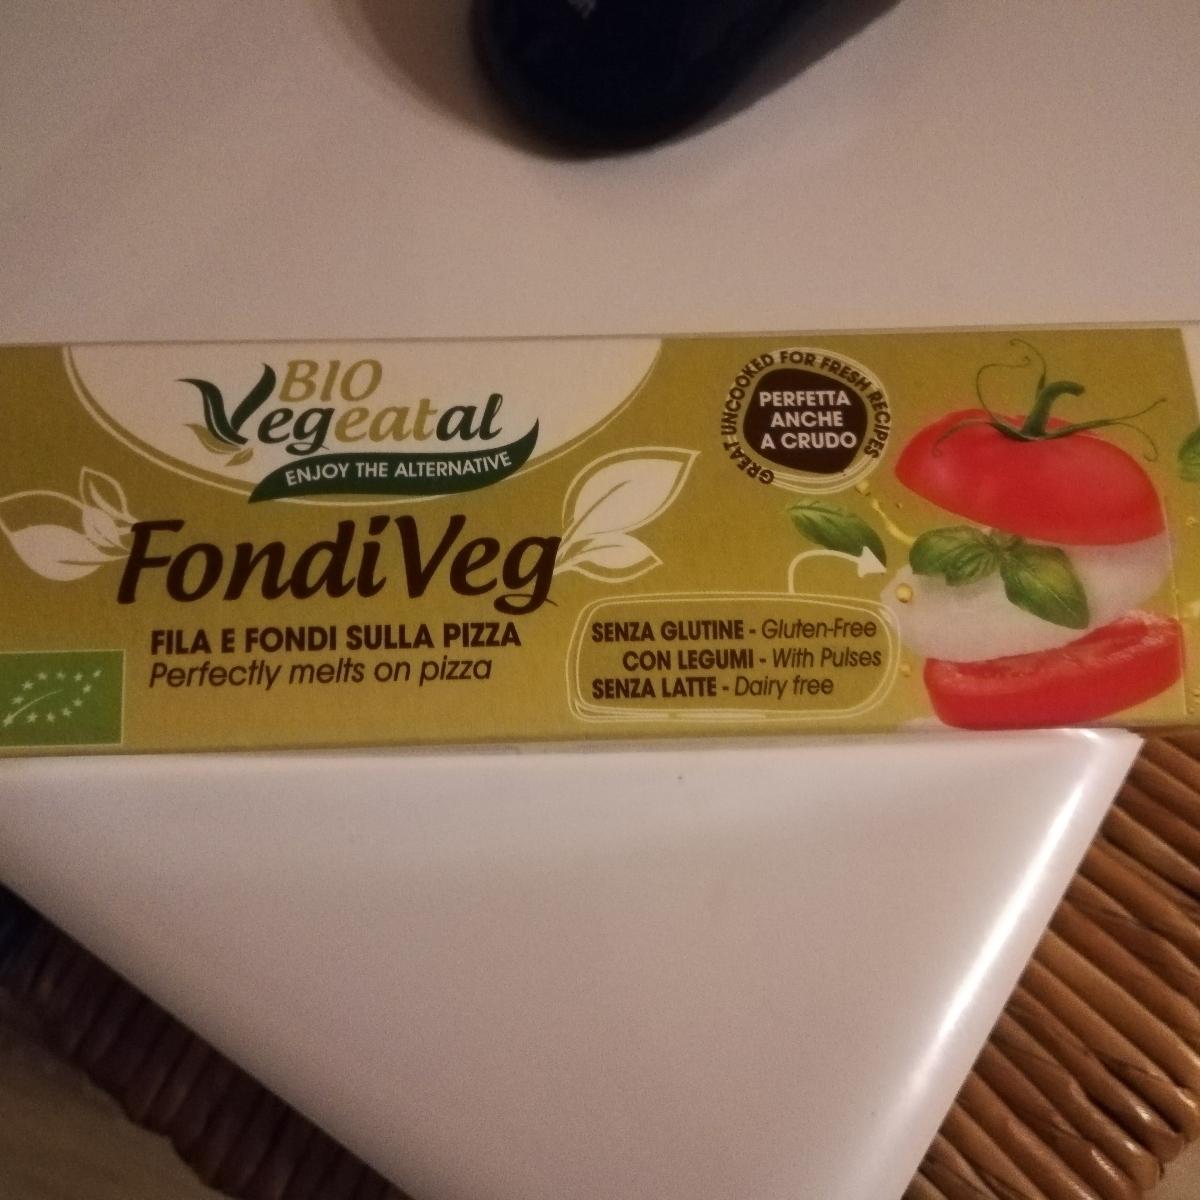 BIO
Vegeatal
ENJOY THE ALTERNATIVE
FondiVeg
FILA E FONDI SULLA PIZZA
Perfectly melts on pizza
GREAT UNCOOKED FOR FRESH RECIPES
PERFETTA
ANCHE
A CRUDO
SENZA GLUTINE - Gluten-Free
CON LEGUMI - With Pulses
SENZA LATTE - Dairy free